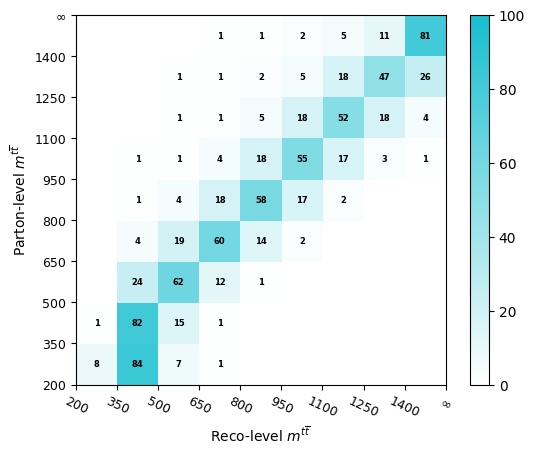 ∞
1400
1250
1100
950
800
650
500
350
200
Parton-level m^{tt̅}
1 1 2 5 11 81
1 1 2 5 18 47 26
1 1 5 18 52 18 4
1 1 4 18 55 17 3 1
1 4 18 58 17 2
4 19 60 14 2
24 62 12 1
1 82 15 1
8 84 7 1
200 350 500 650 800 950 1100 1250 1400 ∞
Reco-level m^{tt̅}
100
80
60
40
20
0